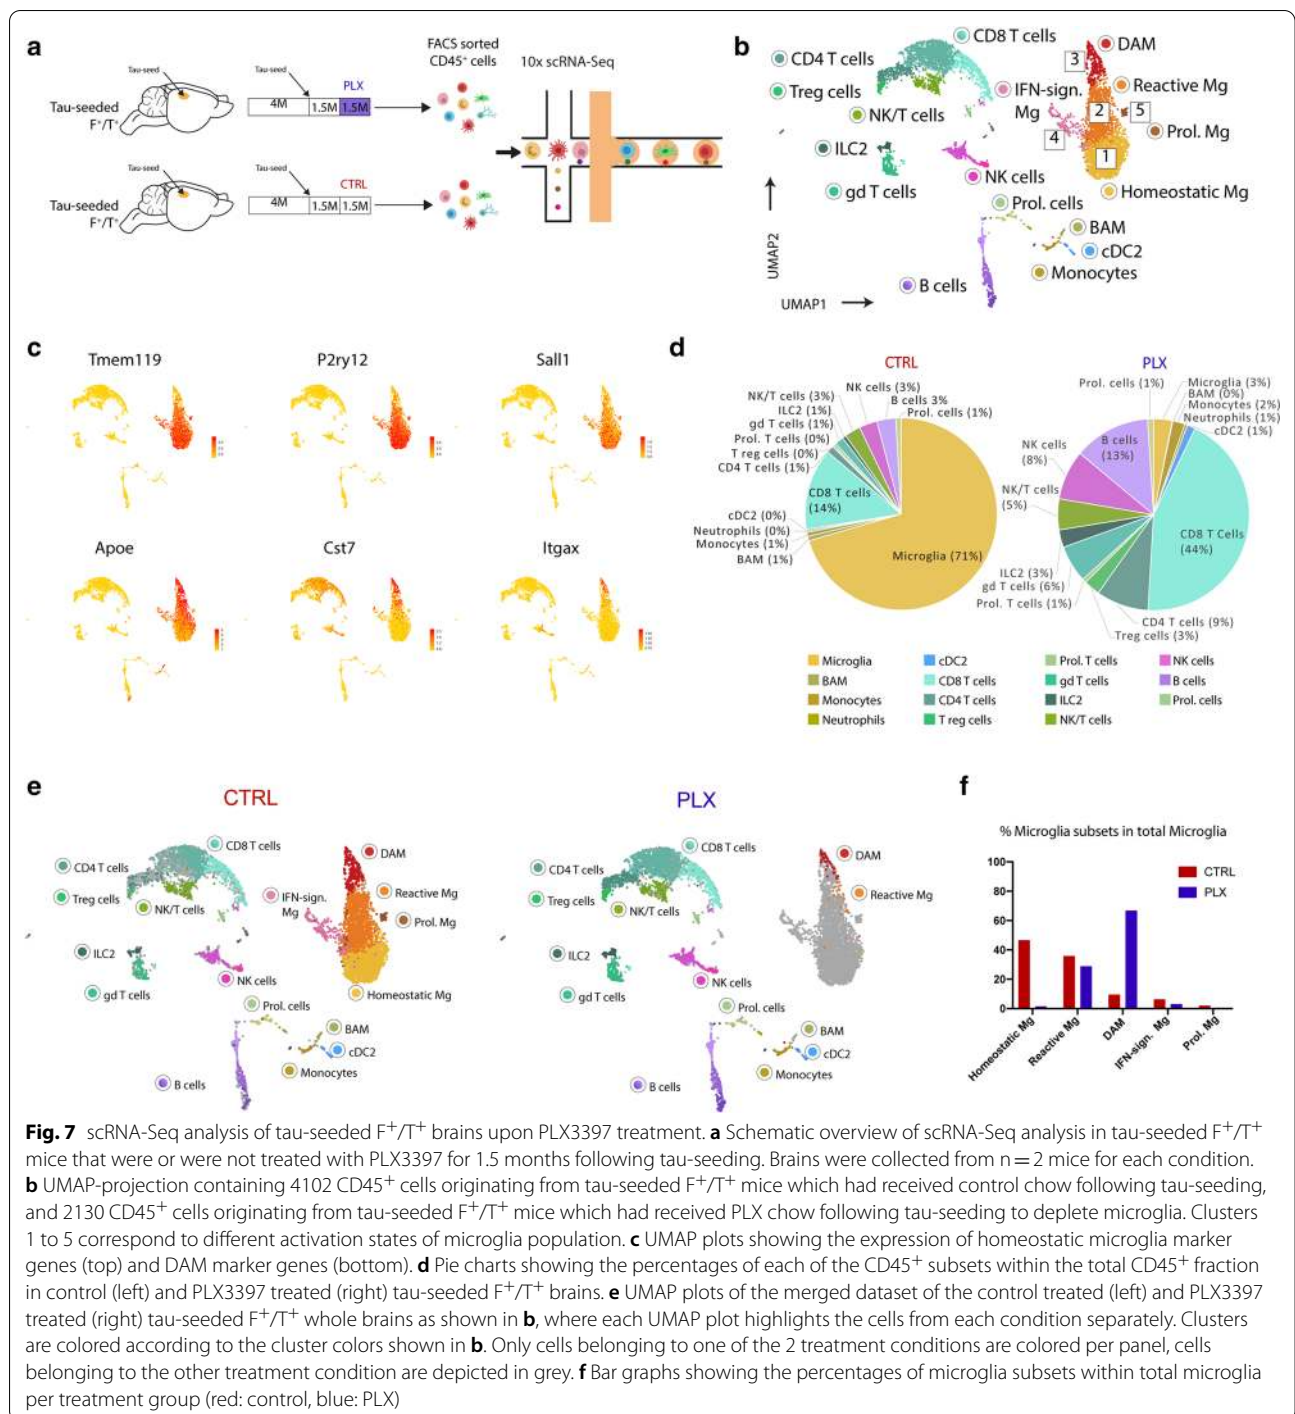 a
Tau-seed
Tau-seeded
F⁺/T⁺
Tau-seed
PLX
4M
1.5M
1.5M
FACS sorted
CD45⁺ cells
10x scRNA-Seq
Tau-seeded
F⁺/T⁺
Tau-seed
Tau-seed
CTRL
4M
1.5M
1.5M
b
CD8 T cells
CD4 T cells
Treg cells
NK/T cells
ILC2
gd T cells
NK cells
Prol. cells
BAM
cDC2
Monocytes
B cells
DAM
Reactive Mg
IFN-sign.
Mg
Prol. Mg
Homeostatic Mg
3
2
5
4
1
UMAP2
UMAP1
c
Tmem119
P2ry12
Sall1
Apoe
Cst7
Itgax
d
CTRL
NK cells (3%)
NK/T cells (3%)
B cells 3%
ILC2 (1%)
Prol. cells (1%)
gd T cells (1%)
Prol. T cells (0%)
T reg cells (0%)
CD4 T cells (1%)
CD8 T cells
(14%)
cDC2 (0%)
Neutrophils (0%)
Monocytes (1%)
BAM (1%)
Microglia (71%)
PLX
Prol. cells (1%)
Microglia (3%)
BAM (0%)
Monocytes (2%)
Neutrophils (1%)
cDC2 (1%)
B cells
(13%)
NK cells
(8%)
NK/T cells
(5%)
CD8 T Cells
(44%)
ILC2 (3%)
gd T cells (6%)
Prol. T cells (1%)
CD4 T cells (9%)
Treg cells (3%)
Microglia
cDC2
Prol. T cells
NK cells
BAM
CD8 T cells
gd T cells
B cells
Monocytes
CD4 T cells
ILC2
Prol. cells
Neutrophils
T reg cells
NK/T cells
e
CTRL
CD8 T cells
CD4 T cells
Treg cells
NK/T cells
ILC2
gd T cells
NK cells
Prol. cells
BAM
cDC2
Monocytes
B cells
DAM
Reactive Mg
IFN-sign.
Mg
Prol. Mg
Homeostatic Mg
PLX
CD8 T cells
CD4 T cells
Treg cells
NK/T cells
ILC2
gd T cells
NK cells
Prol. cells
BAM
cDC2
Monocytes
B cells
DAM
Reactive Mg
f
% Microglia subsets in total Microglia
100
80
60
40
20
0
CTRL
PLX
Homeostatic Mg
Reactive Mg
DAM
IFN-sign. Mg
Prol. Mg
Fig. 7 scRNA-Seq analysis of tau-seeded F⁺/T⁺ brains upon PLX3397 treatment. a Schematic overview of scRNA-Seq analysis in tau-seeded F⁺/T⁺
mice that were or were not treated with PLX3397 for 1.5 months following tau-seeding. Brains were collected from n = 2 mice for each condition.
b UMAP-projection containing 4102 CD45⁺ cells originating from tau-seeded F⁺/T⁺ mice which had received control chow following tau-seeding,
and 2130 CD45⁺ cells originating from tau-seeded F⁺/T⁺ mice which had received PLX chow following tau-seeding to deplete microglia. Clusters
1 to 5 correspond to different activation states of microglia population. c UMAP plots showing the expression of homeostatic microglia marker
genes (top) and DAM marker genes (bottom). d Pie charts showing the percentages of each of the CD45⁺ subsets within the total CD45⁺ fraction
in control (left) and PLX3397 treated (right) tau-seeded F⁺/T⁺ brains. e UMAP plots of the merged dataset of the control treated (left) and PLX3397
treated (right) tau-seeded F⁺/T⁺ whole brains as shown in b, where each UMAP plot highlights the cells from each condition separately. Clusters
are colored according to the cluster colors shown in b. Only cells belonging to one of the 2 treatment conditions are colored per panel, cells
belonging to the other treatment condition are depicted in grey. f Bar graphs showing the percentages of microglia subsets within total microglia
per treatment group (red: control, blue: PLX)